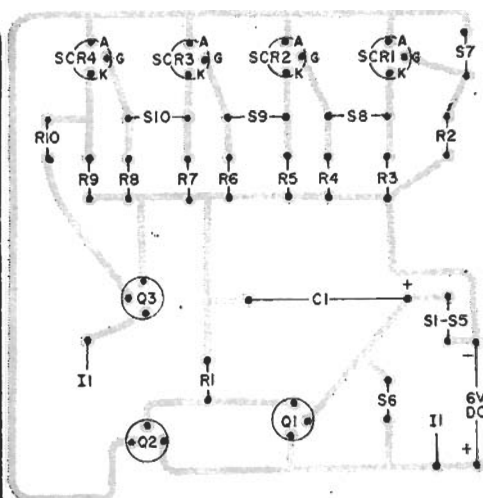 A A A A
SCR4 G SCR3 G SCR2 G SCR1 G S7
K K K K
S10 S9 S8
R10 R2
R9 R8 R7 R6 R5 R4 R3
+
Q3 C1 S1-S5
−
I1 R1 S6 6V DC
Q1 I1
Q2 +